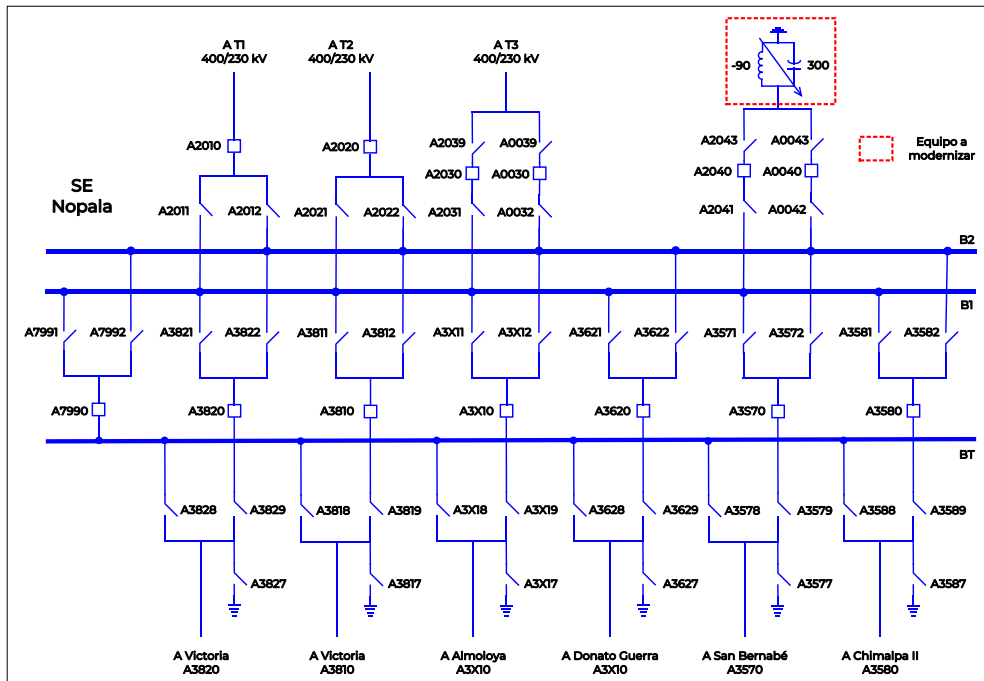 A T1
400/230 kV
A T2
400/230 kV
A T3
400/230 kV
-90
300
Equipo a
modernizar
SE
Nopala
A2010
A2020
A2039
A0039
A2043
A0043
A2030
A0030
A2040
A0040
A2011
A2012
A2021
A2022
A2031
A0032
A2041
A0042
B2
B1
A7991
A7992
A3821
A3822
A3811
A3812
A3X11
A3X12
A3621
A3622
A3571
A3572
A3581
A3582
A7990
A3820
A3810
A3X10
A3620
A3S70
A3580
BT
A3828
A3829
A3818
A3819
A3X18
A3X19
A3628
A3629
A3578
A3579
A3588
A3589
A3827
A3817
A3X17
A3627
A3577
A3587
A Victoria
A3820
A Victoria
A3810
A Almoloya
A3X10
A Donato Guerra
A3X10
A San Bernabé
A3570
A Chimalpa II
A3580